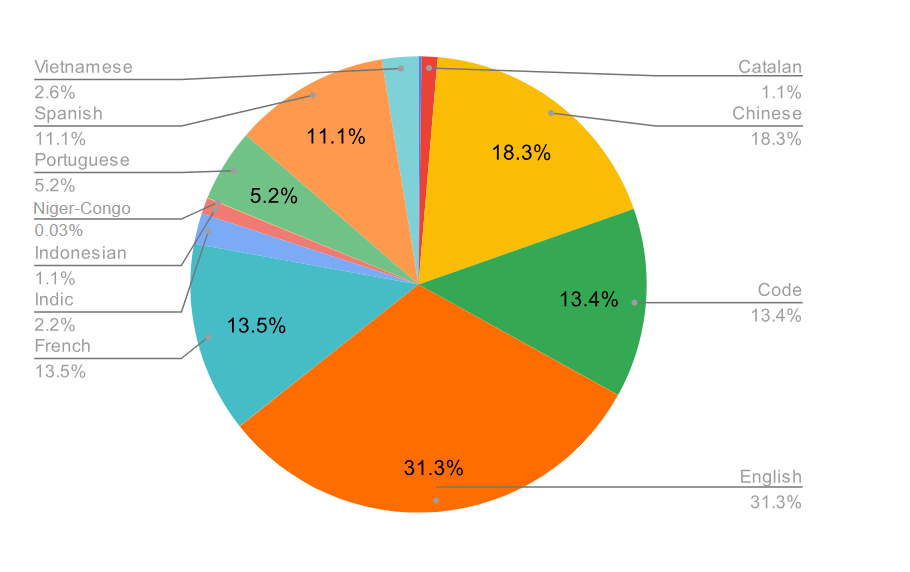 Vietnamese
2.6%
Spanish
11.1%
Portuguese
5.2%
Niger-Congo
0.03%
Indonesian
1.1%
Indic
2.2%
French
13.5%
11.1%
5.2%
13.5%
18.3%
13.4%
31.3%
Catalan
1.1%
Chinese
18.3%
Code
13.4%
English
31.3%